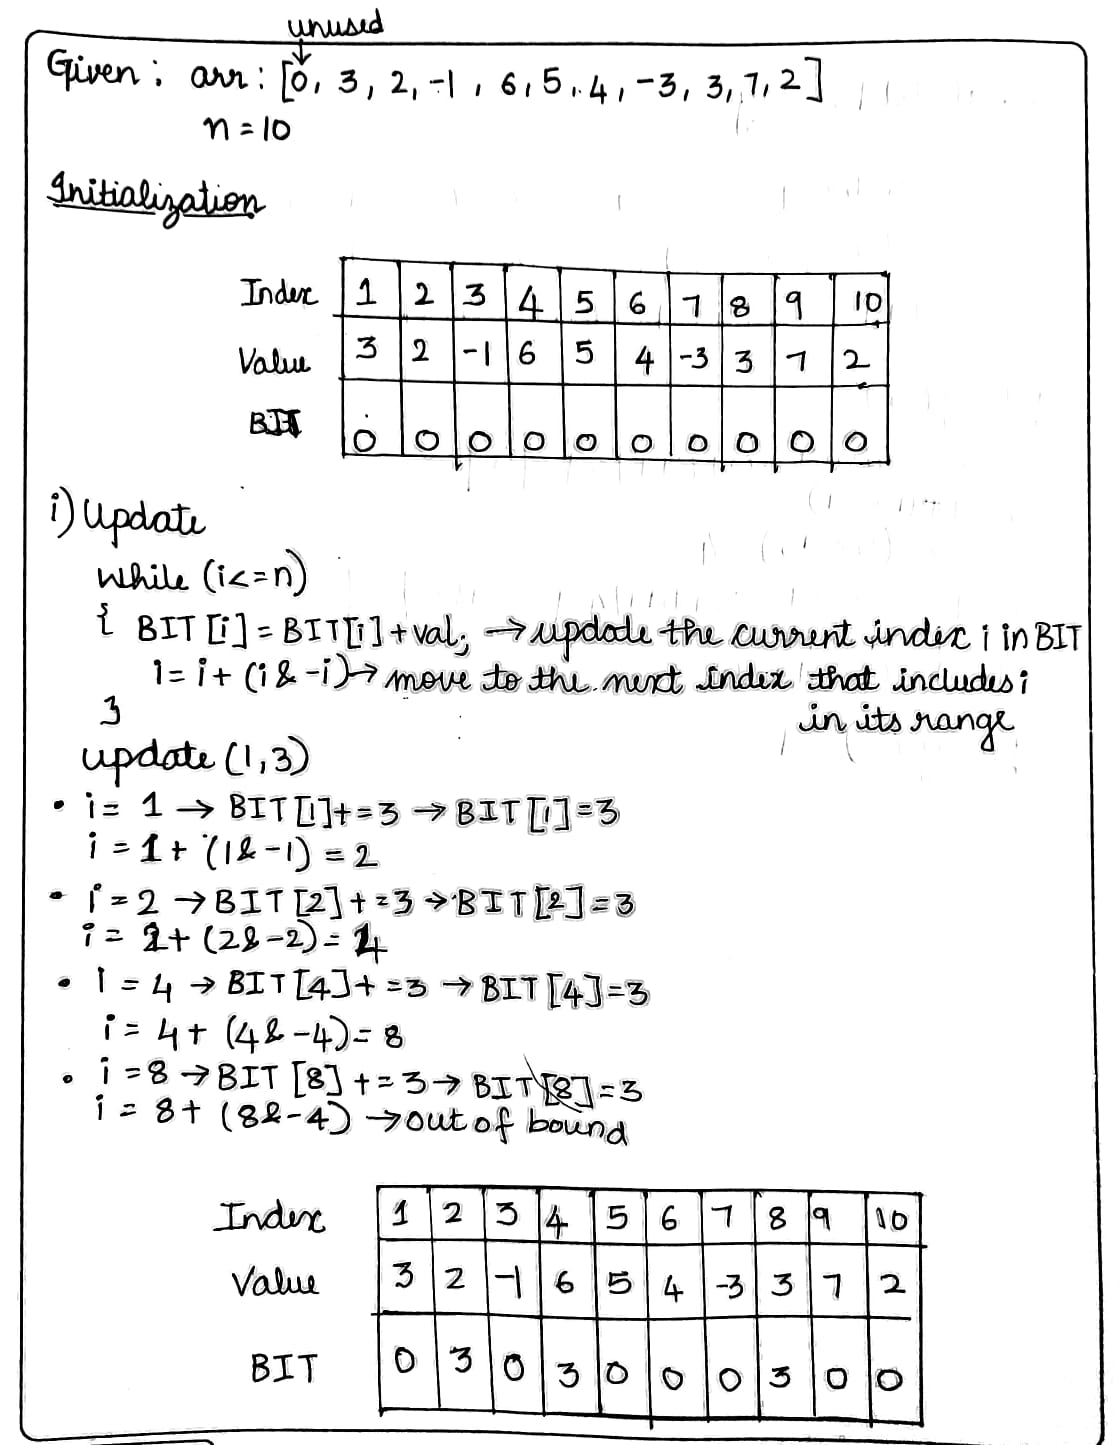 unused
Given : arr : [0, 3, 2, -1, 6, 5, 4, -3, 3, 7, 2]
n = 10
Initialization
Index 1 2 3 4 5 6 7 8 9 10
Value 3 2 -1 6 5 4 -3 3 7 2
BIT 0 0 0 0 0 0 0 0 0 0
i) Update
while (i<=n)
{ BIT [i] = BIT[i] + val; → update the current index i in BIT
i = i + (i & -i) → move to the next index that includes i
} in its range
update (1,3)
• i = 1 → BIT[1]+=3 → BIT[1]=3
i = 1 + (1&-1) = 2
• i = 2 → BIT[2]+=3 → BIT[2]=3
i = 2+ (2&-2) = 4
• i = 4 → BIT[4]+=3 → BIT[4]=3
i = 4+ (4&-4) = 8
• i = 8 → BIT[8]+=3 → BIT[8]=3
i = 8+ (8&-4) → out of bound
Index 1 2 3 4 5 6 7 8 9 10
Value 3 2 -1 6 5 4 -3 3 7 2
BIT 0 3 0 3 0 0 0 3 0 0